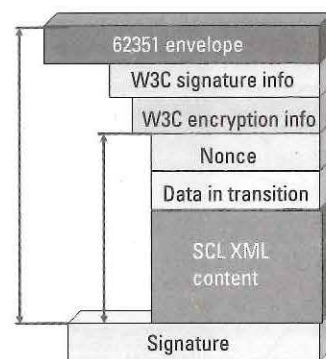 62351 envelope
W3C signature info
W3C encryption info
Nonce
Data in transition
SCL XML
content
Signature